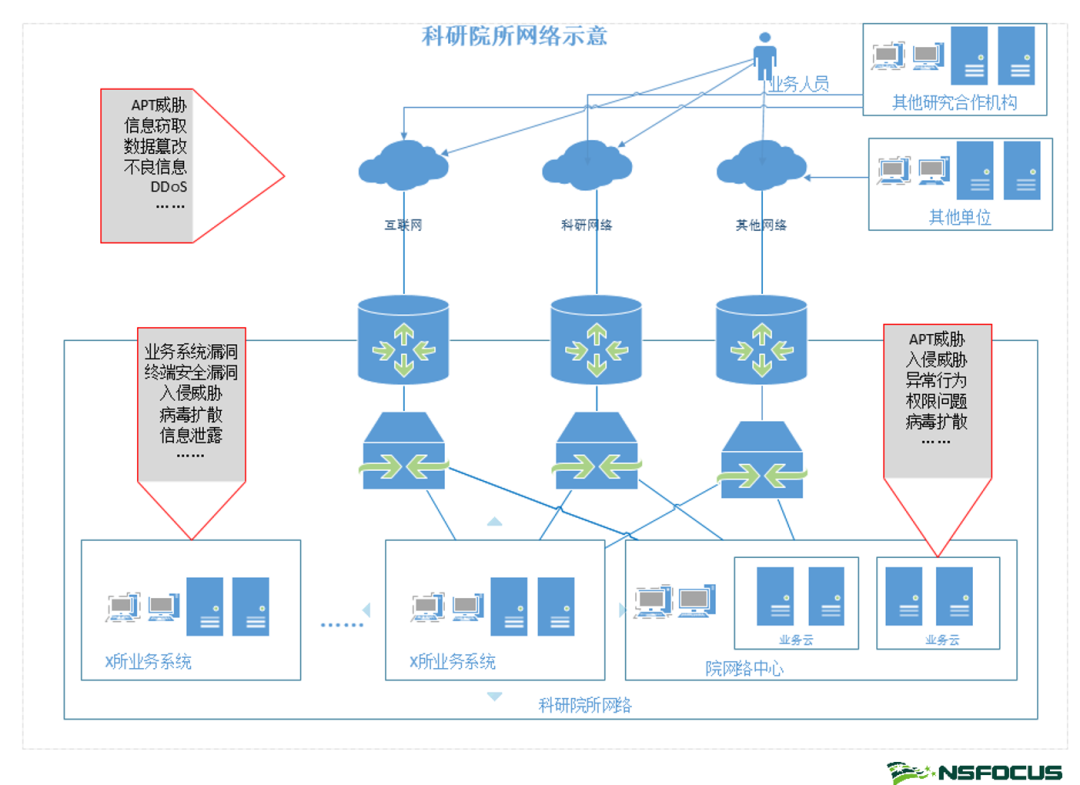 科研院所网络示意
业务人员
其他研究合作机构
APT威胁
信息窃取
数据篡改
不良信息
DDoS
……
其他单位
互联网
科研网络
其他网络
业务系统漏洞
终端安全漏洞
入侵威胁
病毒扩散
信息泄露
……
APT威胁
入侵威胁
异常行为
权限问题
病毒扩散
……
X所业务系统
……
X所业务系统
业务云
业务云
院网络中心
科研院所网络
NSFOCUS